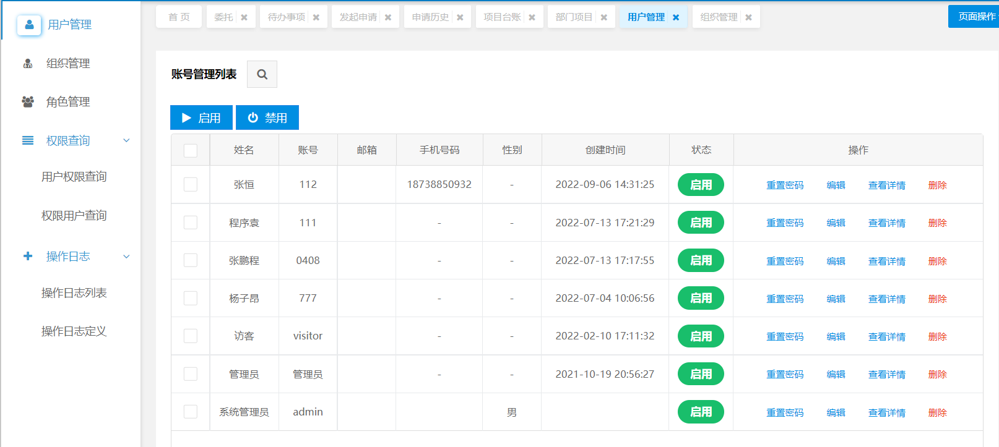 首 页 委托 待办事项 发起申请 申请历史 项目台账 部门项目 用户管理 组织管理 页面操作
用户管理
组织管理
角色管理
权限查询
用户权限查询
权限用户查询
操作日志
操作日志列表
操作日志定义
账号管理列表
启用 禁用
姓名 账号 邮箱 手机号码 性别 创建时间 状态 操作
张恒 112 18738850932 - 2022-09-06 14:31:25 启用 重置密码 编辑 查看详情 删除
程序袁 111 - - 2022-07-13 17:21:29 启用 重置密码 编辑 查看详情 删除
张鹏程 0408 - - 2022-07-13 17:17:55 启用 重置密码 编辑 查看详情 删除
杨子昂 777 - - 2022-07-04 10:06:56 启用 重置密码 编辑 查看详情 删除
访客 visitor - - 2022-02-10 17:11:32 启用 重置密码 编辑 查看详情 删除
管理员 管理员 - - 2021-10-19 20:56:27 启用 重置密码 编辑 查看详情 删除
系统管理员 admin 男 启用 重置密码 编辑 查看详情 删除